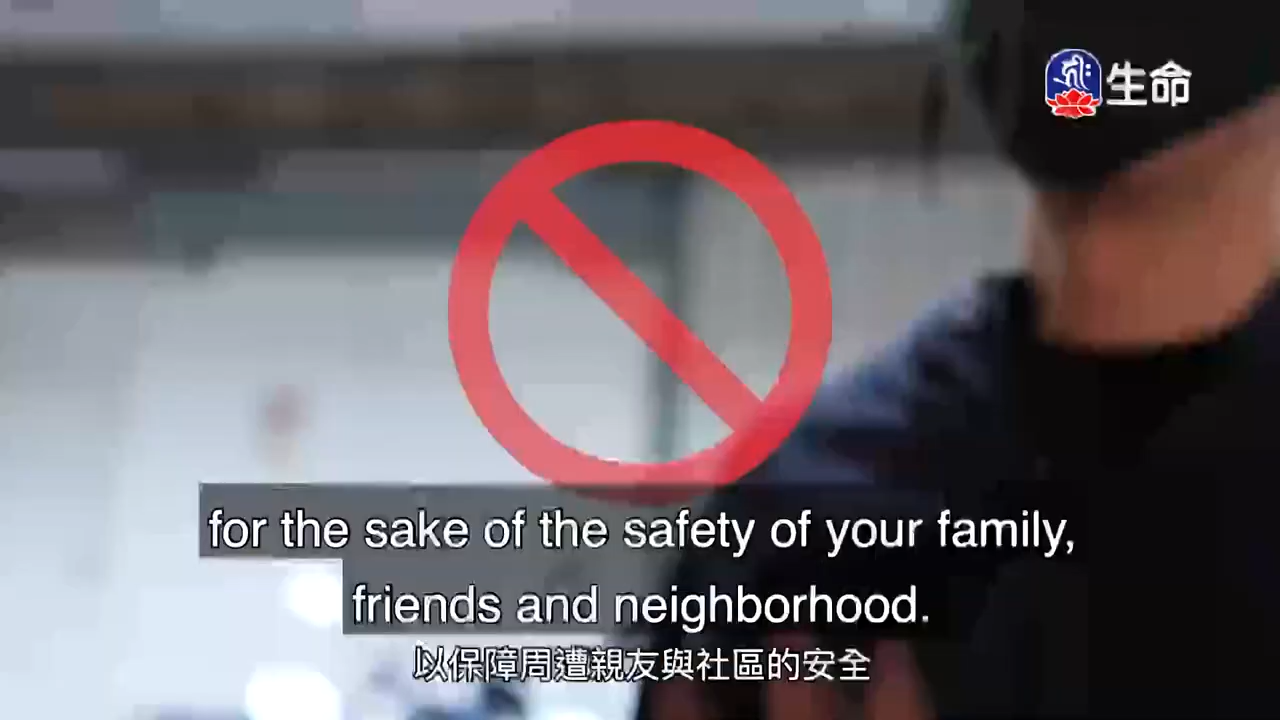 生命
for the sake of the safety of your family,
friends and neighborhood.
以保障周遭親友與社區的安全